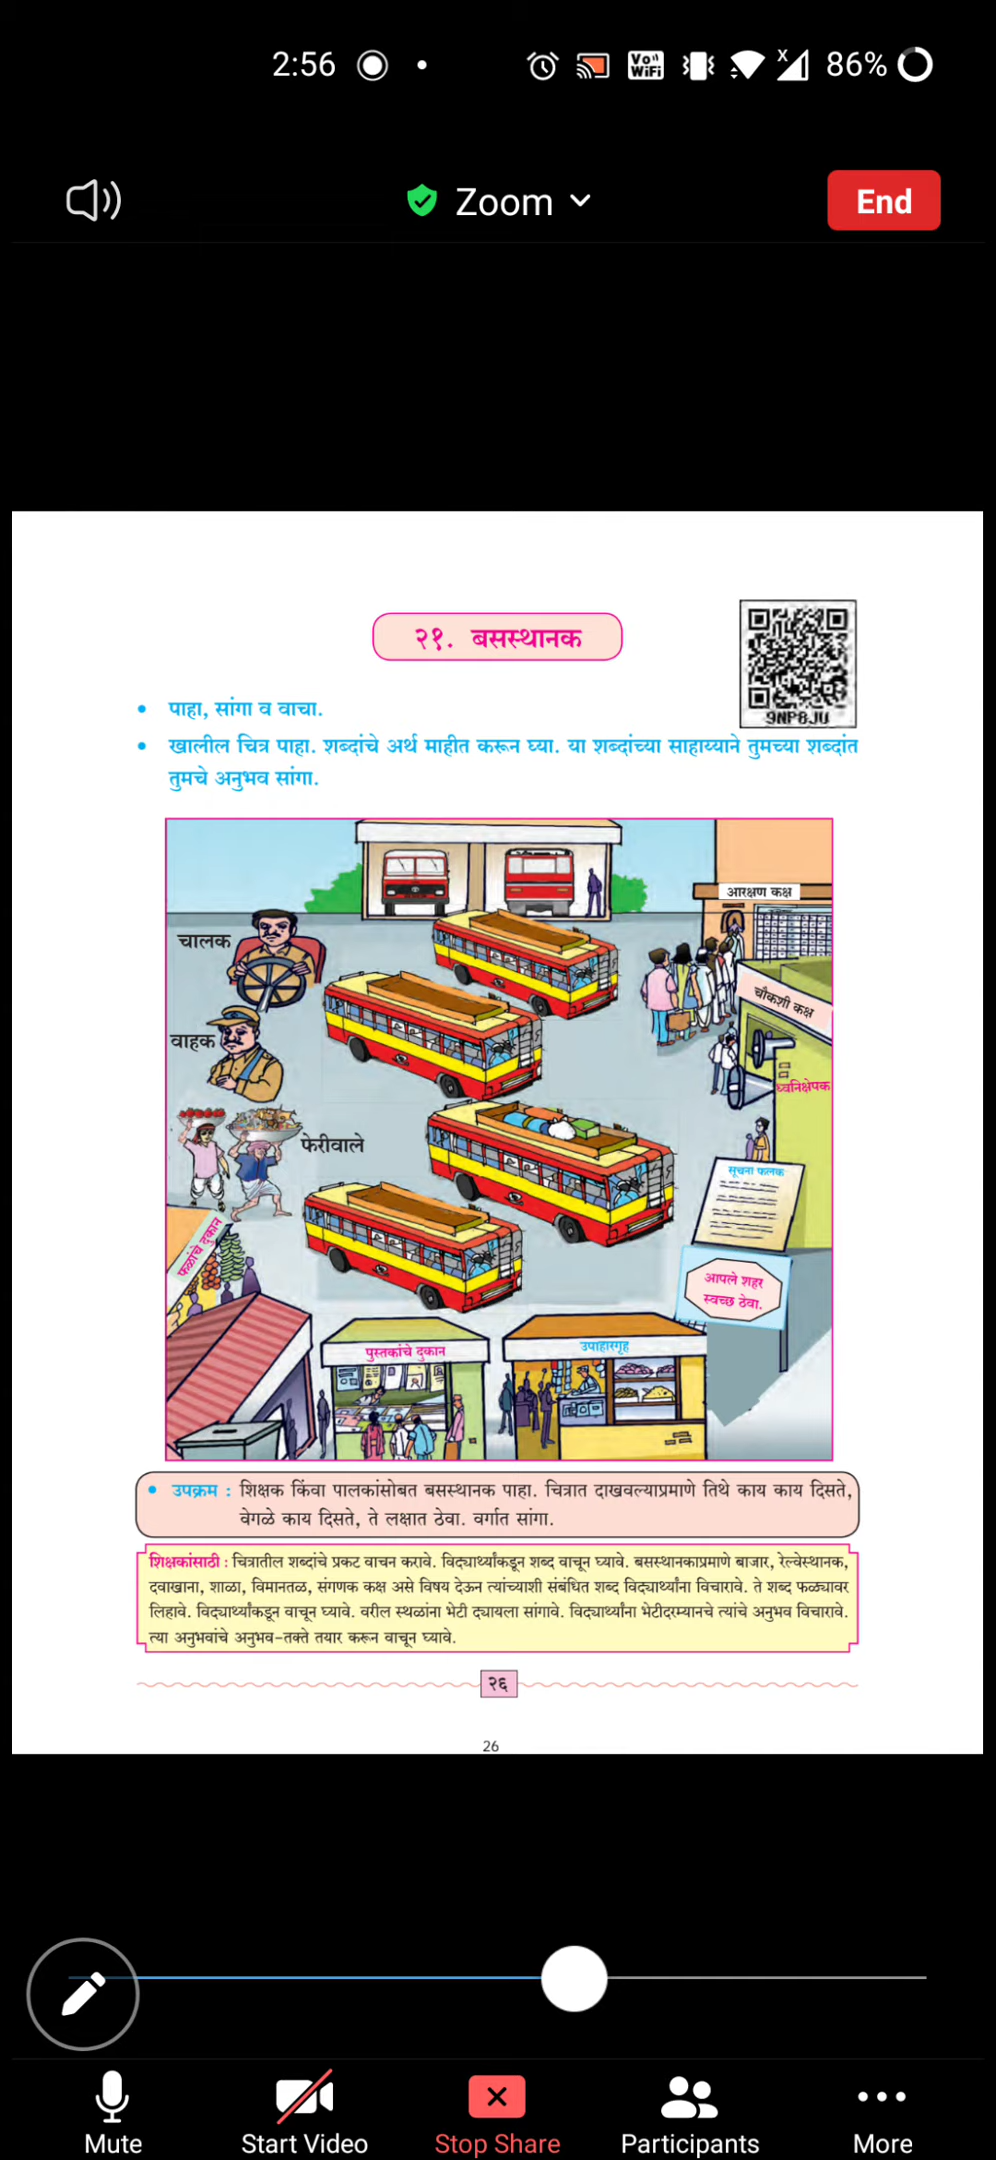 2:56
Vo))
WiFi
x
86%
Zoom
End
२१. बसस्थानक
9NP8JU
• पाहा, सांगा व वाचा.
• खालील चित्र पाहा. शब्दांचे अर्थ माहीत करून घ्या. या शब्दांच्या साहाय्याने तुमच्या शब्दांत
तुमचे अनुभव सांगा.
आरक्षण कक्ष
चालक
चौकशी कक्ष
वाहक
ध्वनिक्षेपक
फेरीवाले
सूचना फलक
फळांचे दुकान
आपले शहर
स्वच्छ ठेवा.
पुस्तकांचे दुकान
उपाहारगृह
• उपक्रम : शिक्षक किंवा पालकांसोबत बसस्थानक पाहा. चित्रात दाखवल्याप्रमाणे तिथे काय काय दिसते,
वेगळे काय दिसते, ते लक्षात ठेवा. वर्गात सांगा.
शिक्षकांसाठी : चित्रातील शब्दांचे प्रकट वाचन करावे. विद्यार्थ्यांकडून शब्द वाचून घ्यावे. बसस्थानकाप्रमाणे बाजार, रेल्वेस्थानक,
दवाखाना, शाळा, विमानतळ, संगणक कक्ष असे विषय देऊन त्यांच्याशी संबंधित शब्द विद्यार्थ्यांना विचारावे. ते शब्द फळ्यावर
लिहावे. विद्यार्थ्यांकडून वाचून घ्यावे. वरील स्थळांना भेटी द्यायला सांगावे. विद्यार्थ्यांना भेटीदरम्यानचे त्यांचे अनुभव विचारावे.
त्या अनुभवांचे अनुभव-तक्ते तयार करून वाचून घ्यावे.
२६
26
Mute
Start Video
Stop Share
Participants
More